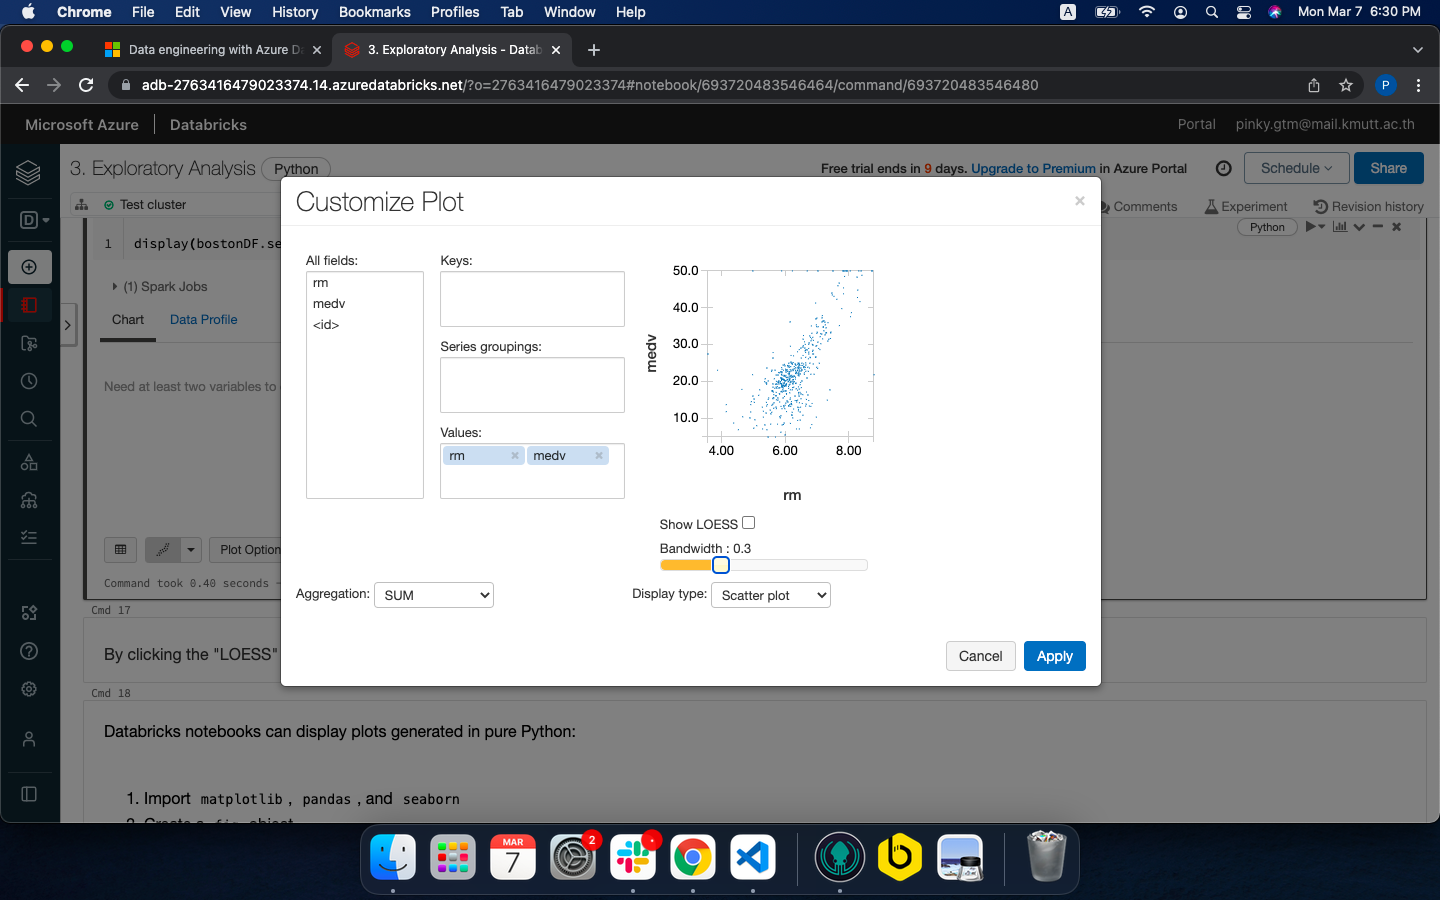 Chrome File Edit View History Bookmarks Profiles Tab Window Help A Mon Mar 7 6:30 PM
Data engineering with Azure Da
3. Exploratory Analysis - Datab
adb-2763416479023374.14.azuredatabricks.net/?o=2763416479023374#notebook/693720483546464/command/693720483546480
P
Microsoft Azure Databricks Portal pinky.gtm@mail.kmutt.ac.th
3. Exploratory Analysis Python
Free trial ends in 9 days. Upgrade to Premium in Azure Portal
Schedule Share
D
Test cluster
Comments Experiment Revision history
Python
1 display(bostonDF.se
(1) Spark Jobs
Chart Data Profile
Need at least two variables to
Plot Option
Command took 0.40 seconds
Customize Plot
All fields:
rm
medv
<id>
Keys:
Series groupings:
Values:
rm medv
50.0
40.0
30.0
20.0
10.0
medv
4.00 6.00 8.00
rm
Show LOESS
Bandwidth : 0.3
Aggregation: SUM
Display type: Scatter plot
Cancel Apply
Cmd 17
By clicking the "LOESS"
Cmd 18
Databricks notebooks can display plots generated in pure Python:
1. Import matplotlib, pandas, and seaborn
2. Create a fig object
MAR
7
2